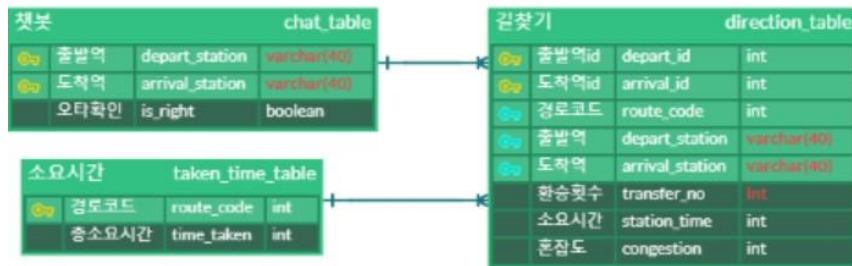 챗봇 chat_table
출발역 depart_station varchar(40)
도착역 arrival_station varchar(40)
오타확인 is_right boolean
소요시간 taken_time_table
경로코드 route_code int
총소요시간 time_taken int
길찾기 direction_table
출발역id depart_id int
도착역id arrival_id int
경로코드 route_code int
출발역 depart_station varchar(40)
도착역 arrival_station varchar(40)
환승횟수 transfer_no int
소요시간 station_time int
혼잡도 congestion int